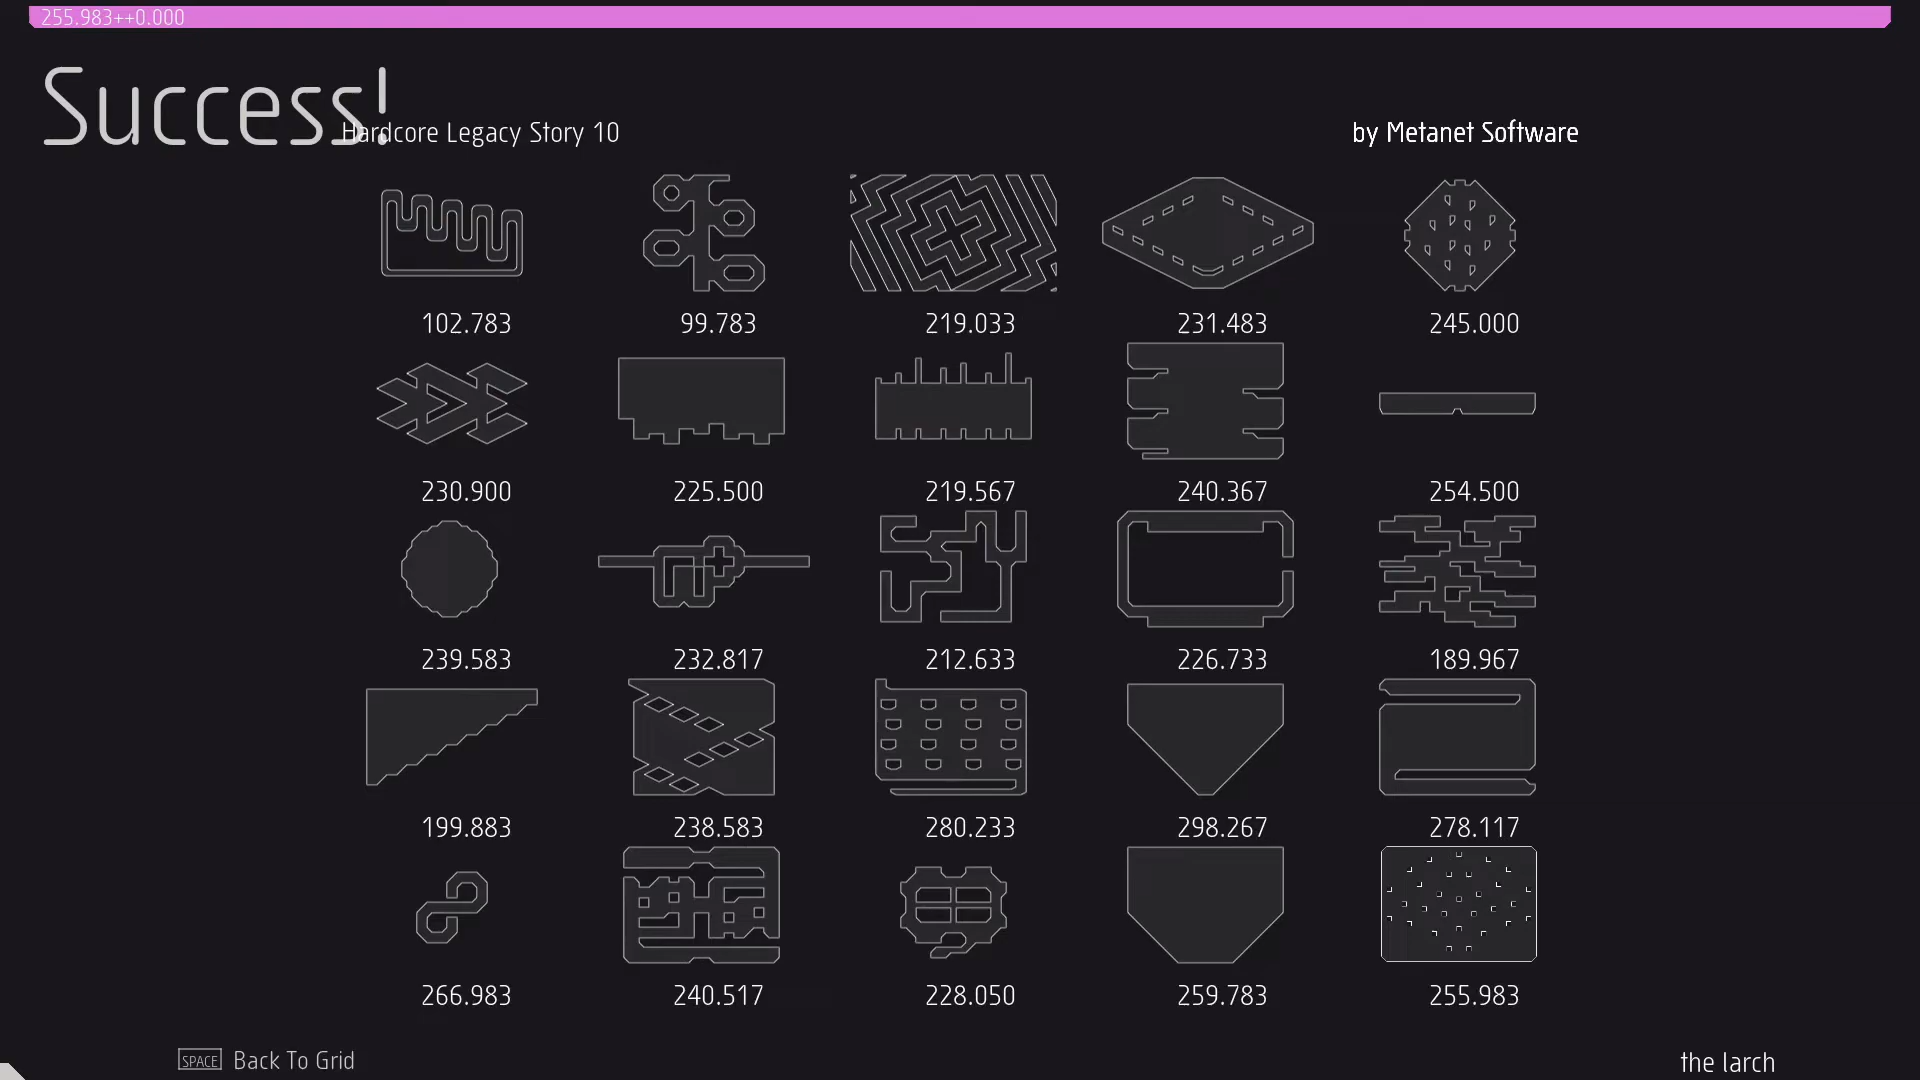 255.983++0.000
Success!
Hardcore Legacy Story 10
by Metanet Software
102.783 99.783 219.033 231.483 245.000
230.900 225.500 219.567 240.367 254.500
239.583 232.817 212.633 226.733 189.967
199.883 238.583 280.233 298.267 278.117
266.983 240.517 228.050 259.783 255.983
SPACE Back To Grid
the larch